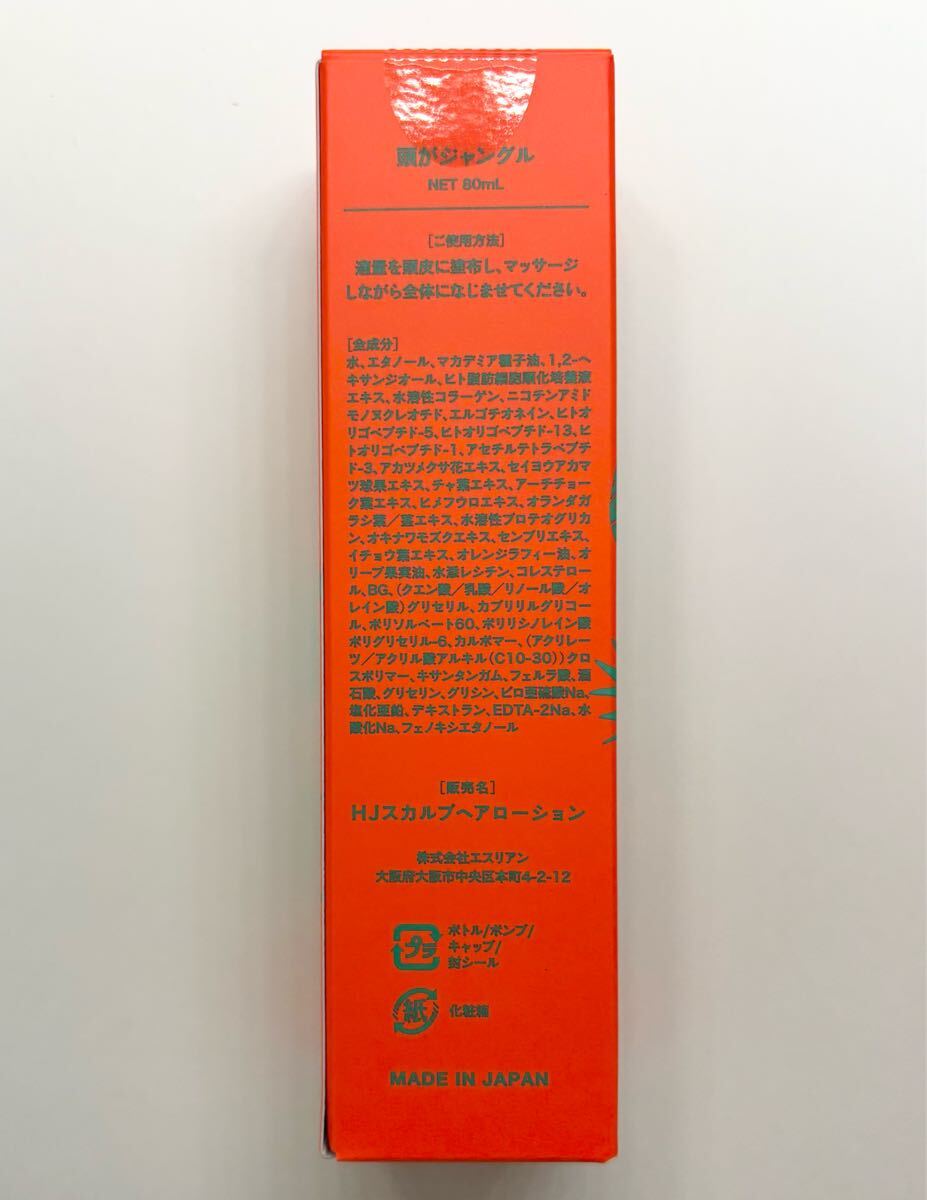 頭がジャングル
NET 80mL
[ご使用方法]
適量を頭皮に塗布し、マッサージ
しながら全体になじませてください。
[全成分]
水、エタノール、マカデミア種子油、1,2-ヘ
キサンジオール、ヒト脂肪細胞順化培養液
エキス、水溶性コラーゲン、ニコチンアミド
モノヌクレオチド、エルゴチオネイン、ヒトオ
リゴペプチド-5、ヒトオリゴペプチド-13、ヒ
トオリゴペプチド-1、アセチルテトラペプチ
ド-3、アカツメクサ花エキス、セイヨウアカマ
ツ球果エキス、チャ葉エキス、アーチチョー
ク葉エキス、ヒメフウロエキス、オランダガ
ラシ葉／茎エキス、水溶性プロテオグリカ
ン、オキナワモズクエキス、センブリエキス、
イチョウ葉エキス、オレンジラフィー油、オ
リーブ果実油、水添レシチン、コレステロー
ル、BG、(クエン酸／乳酸／リノール酸／オ
レイン酸)グリセリル、カプリリルグリコー
ル、ポリソルベート60、ポリリシノレイン酸
ポリグリセリル-6、カルボマー、(アクリレー
ツ／アクリル酸アルキル(C10-30))クロ
スポリマー、キサンタンガム、フェルラ酸、酒
石酸、グリセリン、グリシン、ピロ亜硫酸Na、
塩化亜鉛、デキストラン、EDTA-2Na、水
酸化Na、フェノキシエタノール
[販売名]
HJスカルプヘアローション
株式会社エスリアン
大阪府大阪市中央区本町4-2-12
プラ
ボトル/ポンプ/
キャップ/
封シール
紙
化粧箱
MADE IN JAPAN